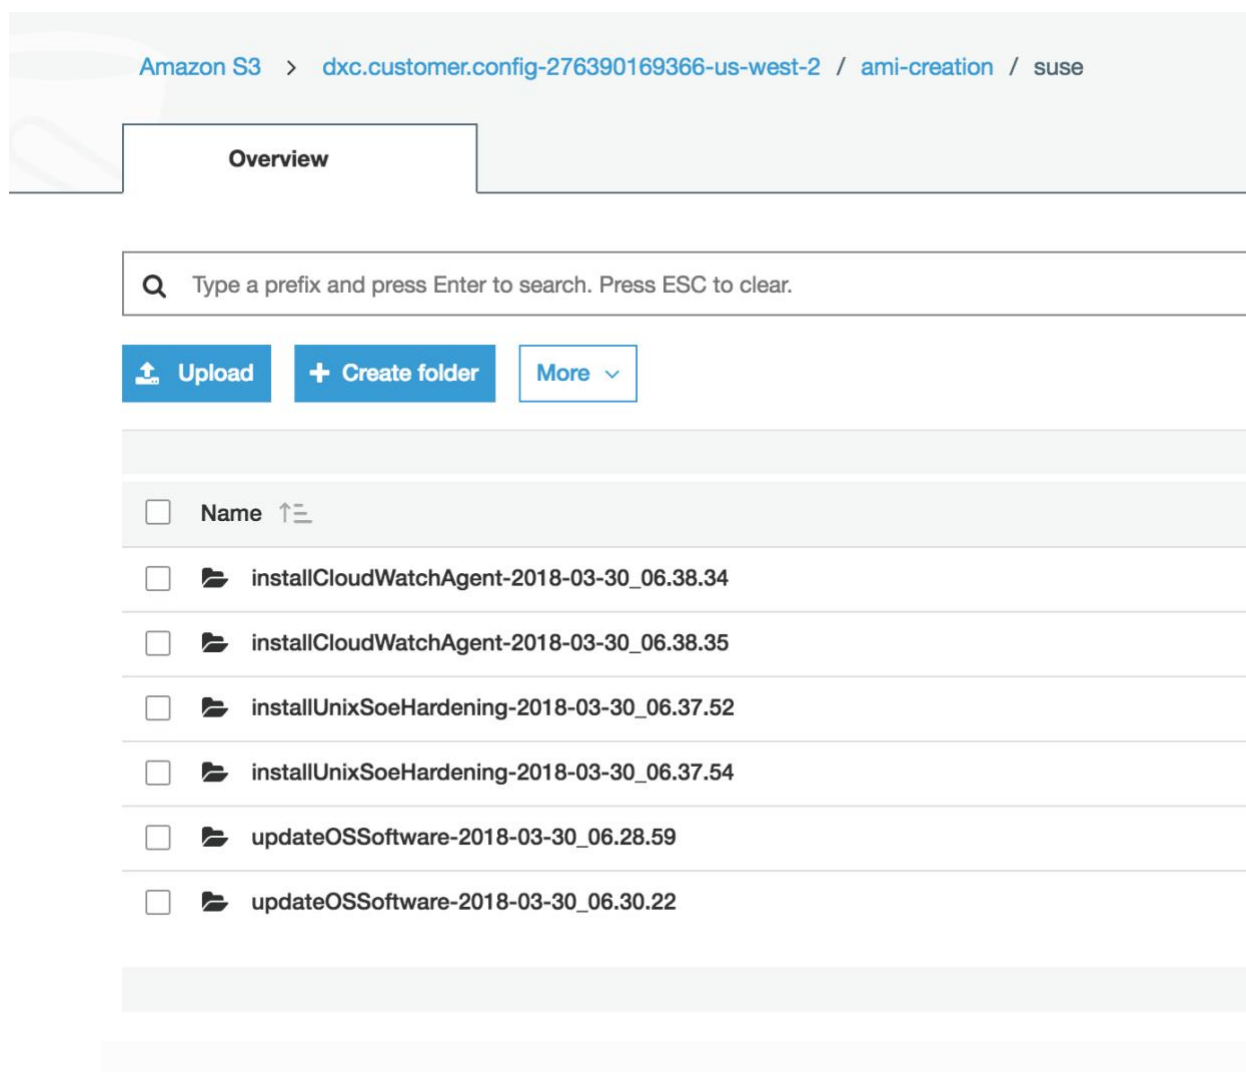 Amazon S3 > dxc.customer.config-276390169366-us-west-2 / ami-creation / suse
Overview
Type a prefix and press Enter to search. Press ESC to clear.
Upload + Create folder More
Name
installCloudWatchAgent-2018-03-30_06.38.34
installCloudWatchAgent-2018-03-30_06.38.35
installUnixSoeHardening-2018-03-30_06.37.52
installUnixSoeHardening-2018-03-30_06.37.54
updateOSSoftware-2018-03-30_06.28.59
updateOSSoftware-2018-03-30_06.30.22